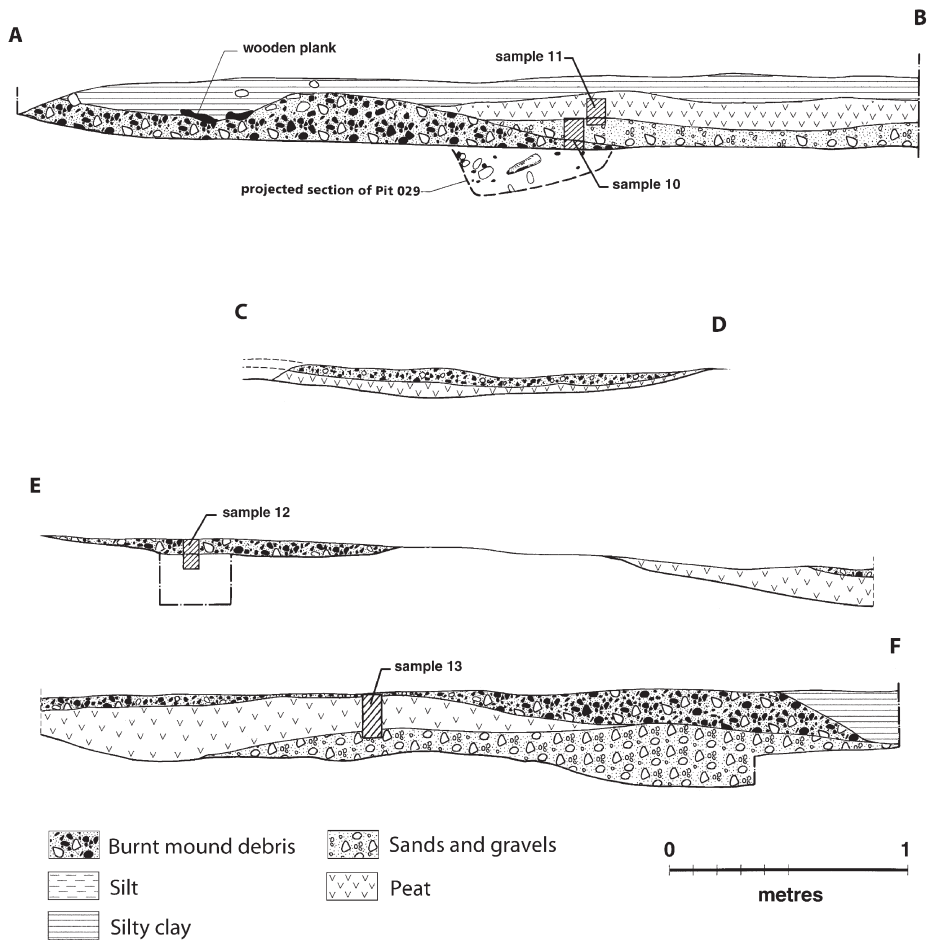 A
B
wooden plank
sample 11
projected section of Pit 029
sample 10
C
D
E
sample 12
F
sample 13
Burnt mound debris
Sands and gravels
Silt
Peat
Silty clay
0 1
metres